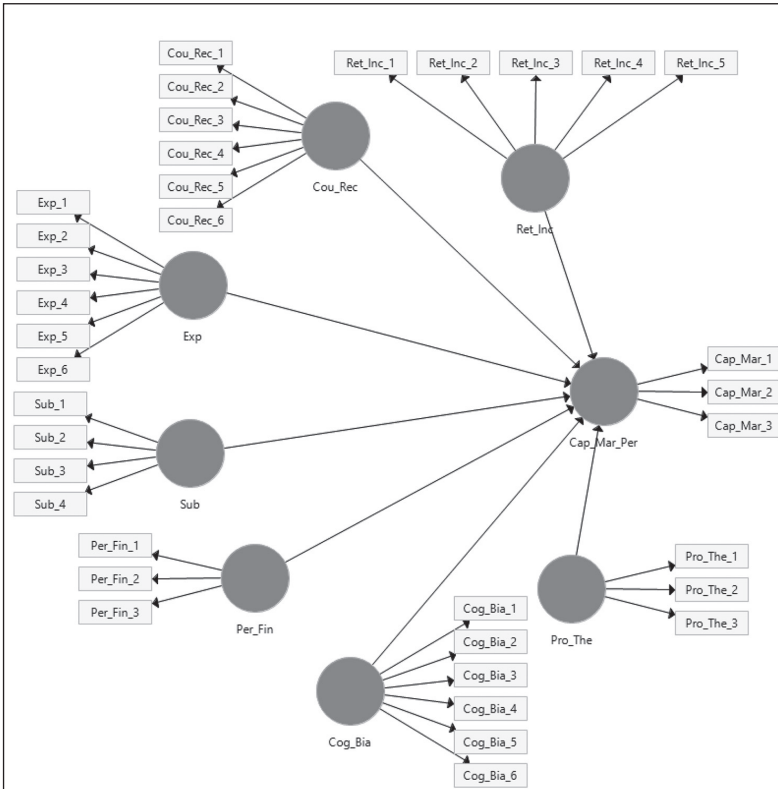 Cou_Rec_1
Cou_Rec_2
Cou_Rec_3
Cou_Rec_4
Cou_Rec_5
Cou_Rec_6
Cou_Rec
Ret_Inc_1
Ret_Inc_2
Ret_Inc_3
Ret_Inc_4
Ret_Inc_5
Ret_Inc
Exp_1
Exp_2
Exp_3
Exp_4
Exp_5
Exp_6
Exp
Cap_Mar_1
Cap_Mar_2
Cap_Mar_3
Cap_Mar_Per
Sub_1
Sub_2
Sub_3
Sub_4
Sub
Per_Fin_1
Per_Fin_2
Per_Fin_3
Per_Fin
Pro_The_1
Pro_The_2
Pro_The_3
Pro_The
Cog_Bia_1
Cog_Bia_2
Cog_Bia_3
Cog_Bia_4
Cog_Bia_5
Cog_Bia_6
Cog_Bia